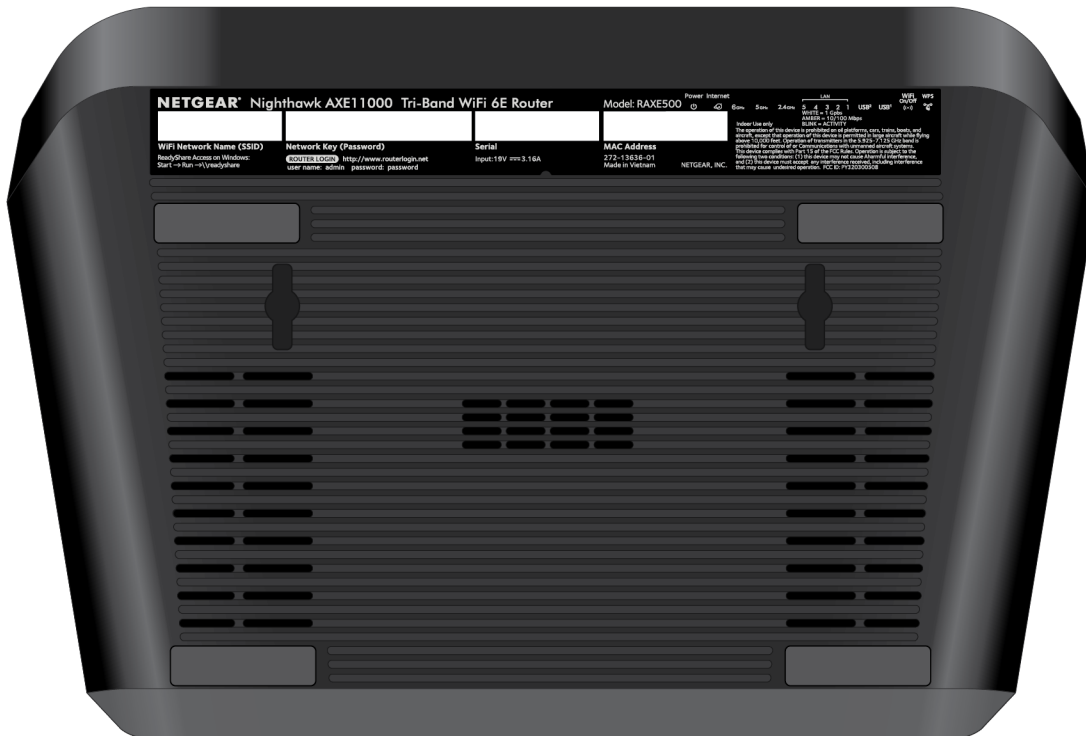 NETGEAR® Nighthawk AXE11000 Tri-Band WiFi 6E Router
Model: RAXE500
Power Internet
6GHz 5GHz 2.4GHz
LAN
5 4 3 2 1 USB² USB¹
WiFi
On/Off
WPS
WHITE = 1 Gbps
AMBER = 10/100 Mbps
BLINK = ACTIVITY
WiFi Network Name (SSID)
ReadyShare Access on Windows:
Start → Run →\\readyshare
Network Key (Password)
ROUTER LOGIN http://www.routerlogin.net
user name: admin password: password
Serial
Input:19V ⎓ 3.16A
MAC Address
272-13636-01
Made in Vietnam
NETGEAR, INC.
Indoor Use only
The operation of this device is prohibited on oil platforms, cars, trains, boats, and
aircraft, except that operation of this device is permitted in large aircraft while flying
above 10,000 feet. Operation of transmitters in the 5.925-7.125 GHz band is
prohibited for control of or Communications with unmanned aircraft systems.
This device complies with Part 15 of the FCC Rules. Operation is subject to the
following two conditions: (1) this device may not cause Aharmful interference,
and (2) this device must accept any interference received, including interference
that may cause undesired operation. FCC ID: PY320300508